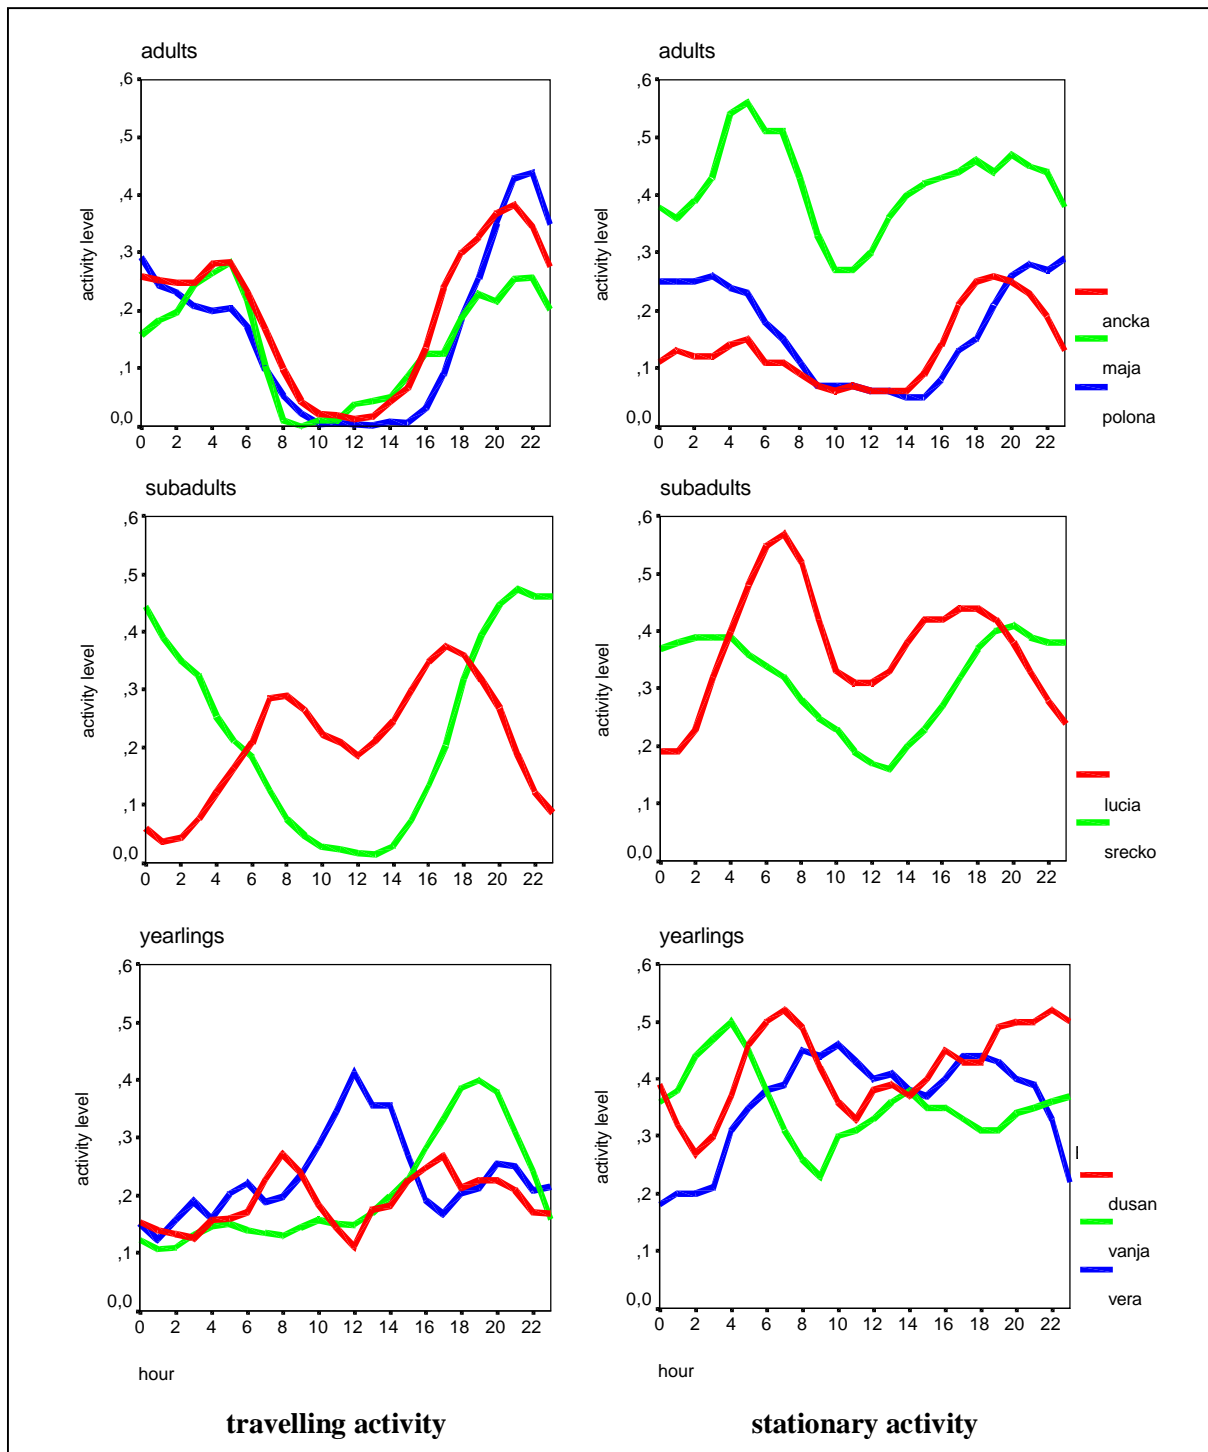 adults
,6
,5
,4
,3
,2
,1
0,0
activity level
0 2 4 6 8 10 12 14 16 18 20 22
adults
,6
,5
,4
,3
,2
,1
0,0
activity level
0 2 4 6 8 10 12 14 16 18 20 22
ancka
maja
polona
subadults
,6
,5
,4
,3
,2
,1
0,0
activity level
0 2 4 6 8 10 12 14 16 18 20 22
subadults
,6
,5
,4
,3
,2
,1
0,0
activity level
0 2 4 6 8 10 12 14 16 18 20 22
lucia
srecko
yearlings
,6
,5
,4
,3
,2
,1
0,0
activity level
0 2 4 6 8 10 12 14 16 18 20 22
hour
yearlings
,6
,5
,4
,3
,2
,1
0,0
activity level
0 2 4 6 8 10 12 14 16 18 20 22
hour
l
dusan
vanja
vera
travelling activity
stationary activity